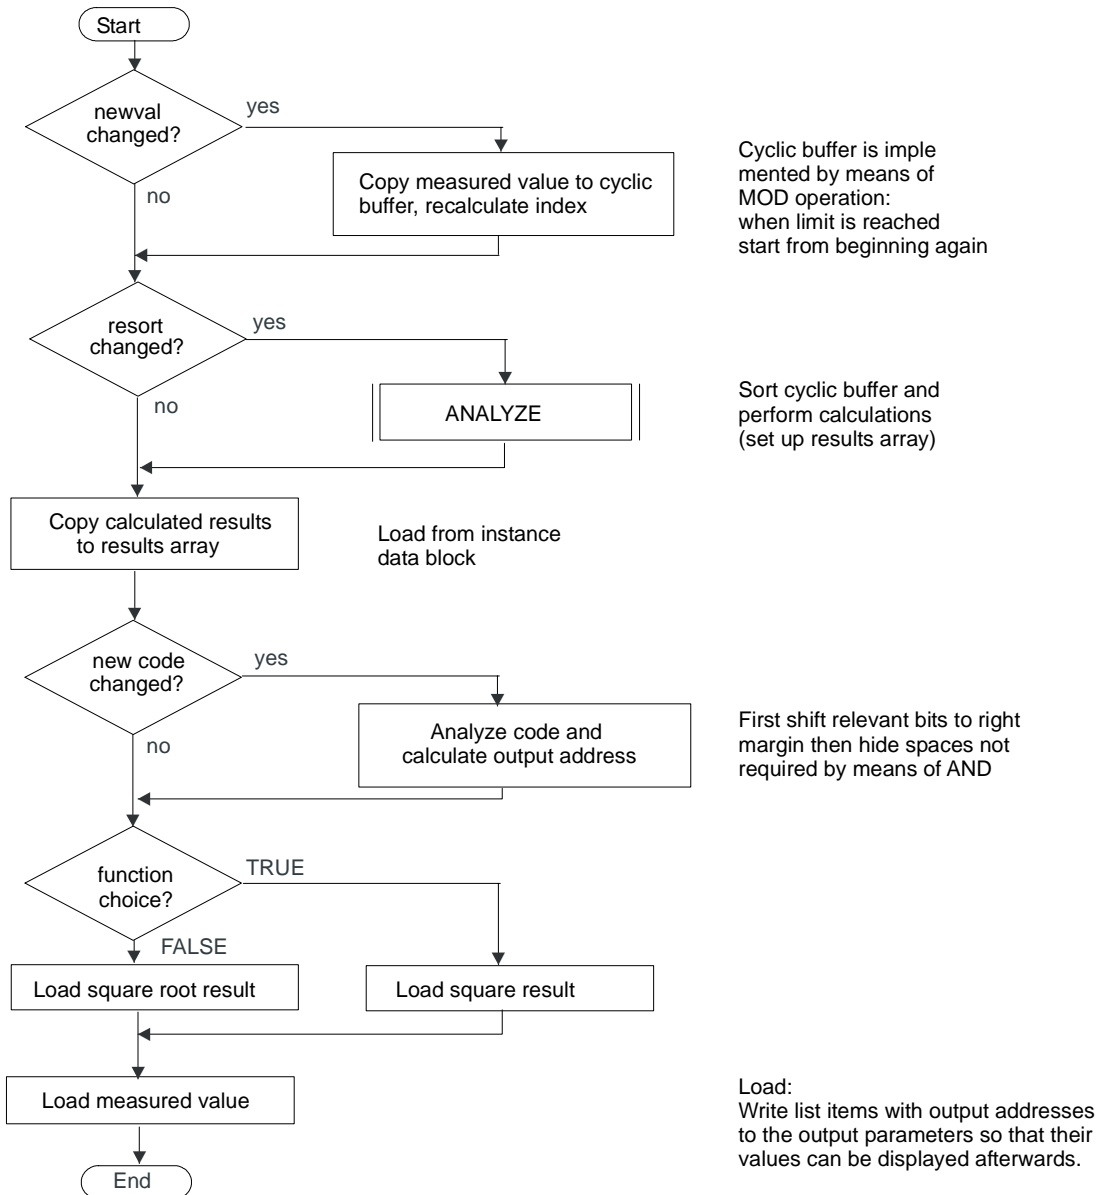 Start
newval
changed?
yes
no
Copy measured value to cyclic
buffer, recalculate index
Cyclic buffer is imple
mented by means of
MOD operation:
when limit is reached
start from beginning again
resort
changed?
yes
no
ANALYZE
Sort cyclic buffer and
perform calculations
(set up results array)
Copy calculated results
to results array
Load from instance
data block
new code
changed?
yes
no
Analyze code and
calculate output address
First shift relevant bits to right
margin then hide spaces not
required by means of AND
function
choice?
TRUE
FALSE
Load square root result
Load square result
Load measured value
Load:
Write list items with output addresses
to the output parameters so that their
values can be displayed afterwards.
End